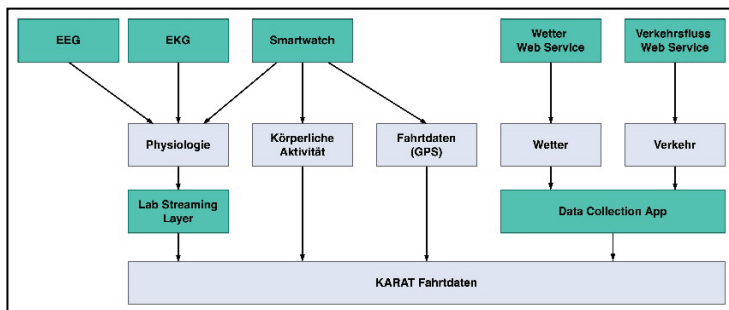 EEG
EKG
Smartwatch
Wetter
Web Service
Verkehrsfluss
Web Service
Physiologie
Körperliche
Aktivität
Fahrtdaten
(GPS)
Wetter
Verkehr
Lab Streaming
Layer
Data Collection App
KARAT Fahrtdaten